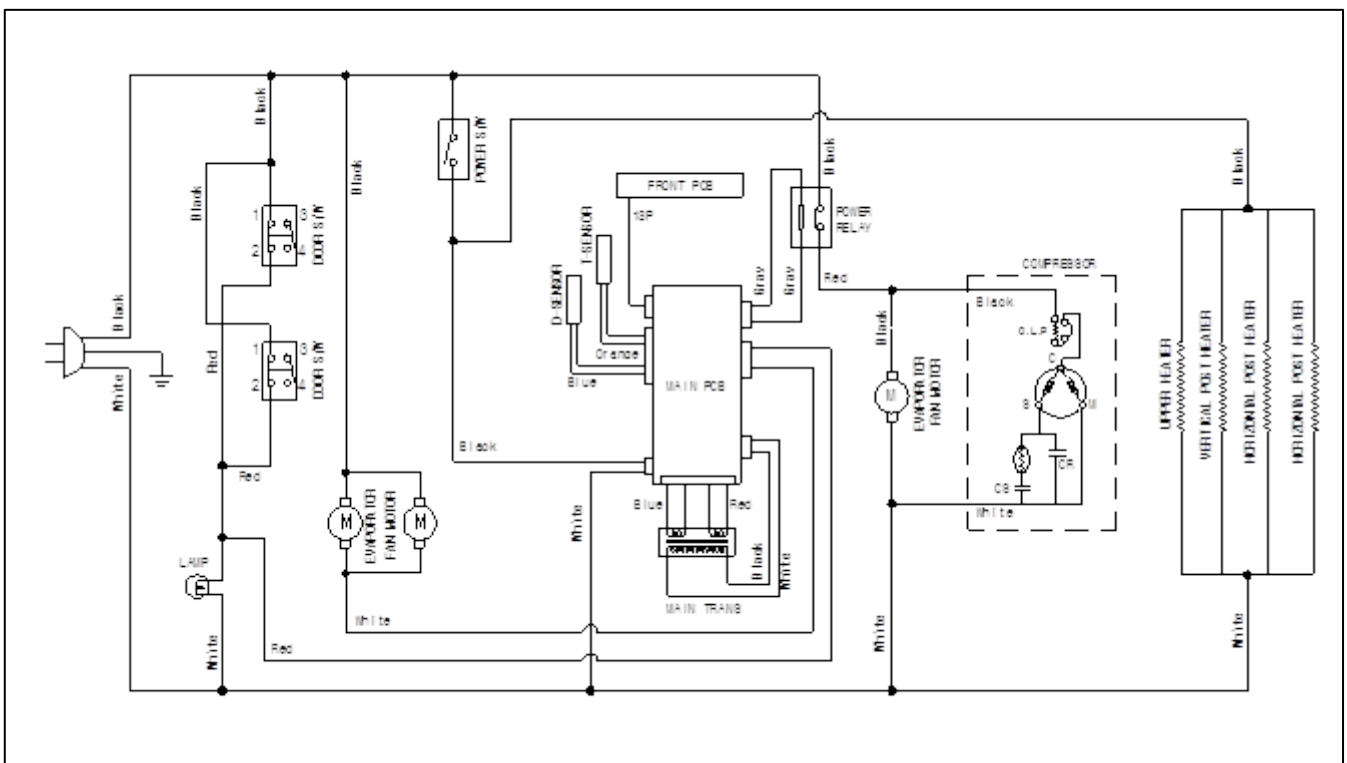 Black
Black
Black
Black
POWER S/W
Black
Black
FRONT PCB
13P
POWER
RELAY
1 3
2 4
DOOR S/W
T-SENSOR
D-SENSOR
Gray
Gray
Red
COMPRESSOR
Black
O.L.P
Black
Black
White
Red
1 3
2 4
DOOR S/W
Orange
Blue
MAIN PCB
C
S M
M
EVAPORATOR
FAN MOTOR
UPPER HEATER
VERTICAL POST HEATER
HORIZONTAL POST HEATER
HORIZONTAL POST HEATER
Red
Black
CR
CS
White
M
M
EVAPORATOR
FAN MOTOR
Blue
Red
White
Black
White
LAMP
MAIN TRANS
White
White
Red
White
White